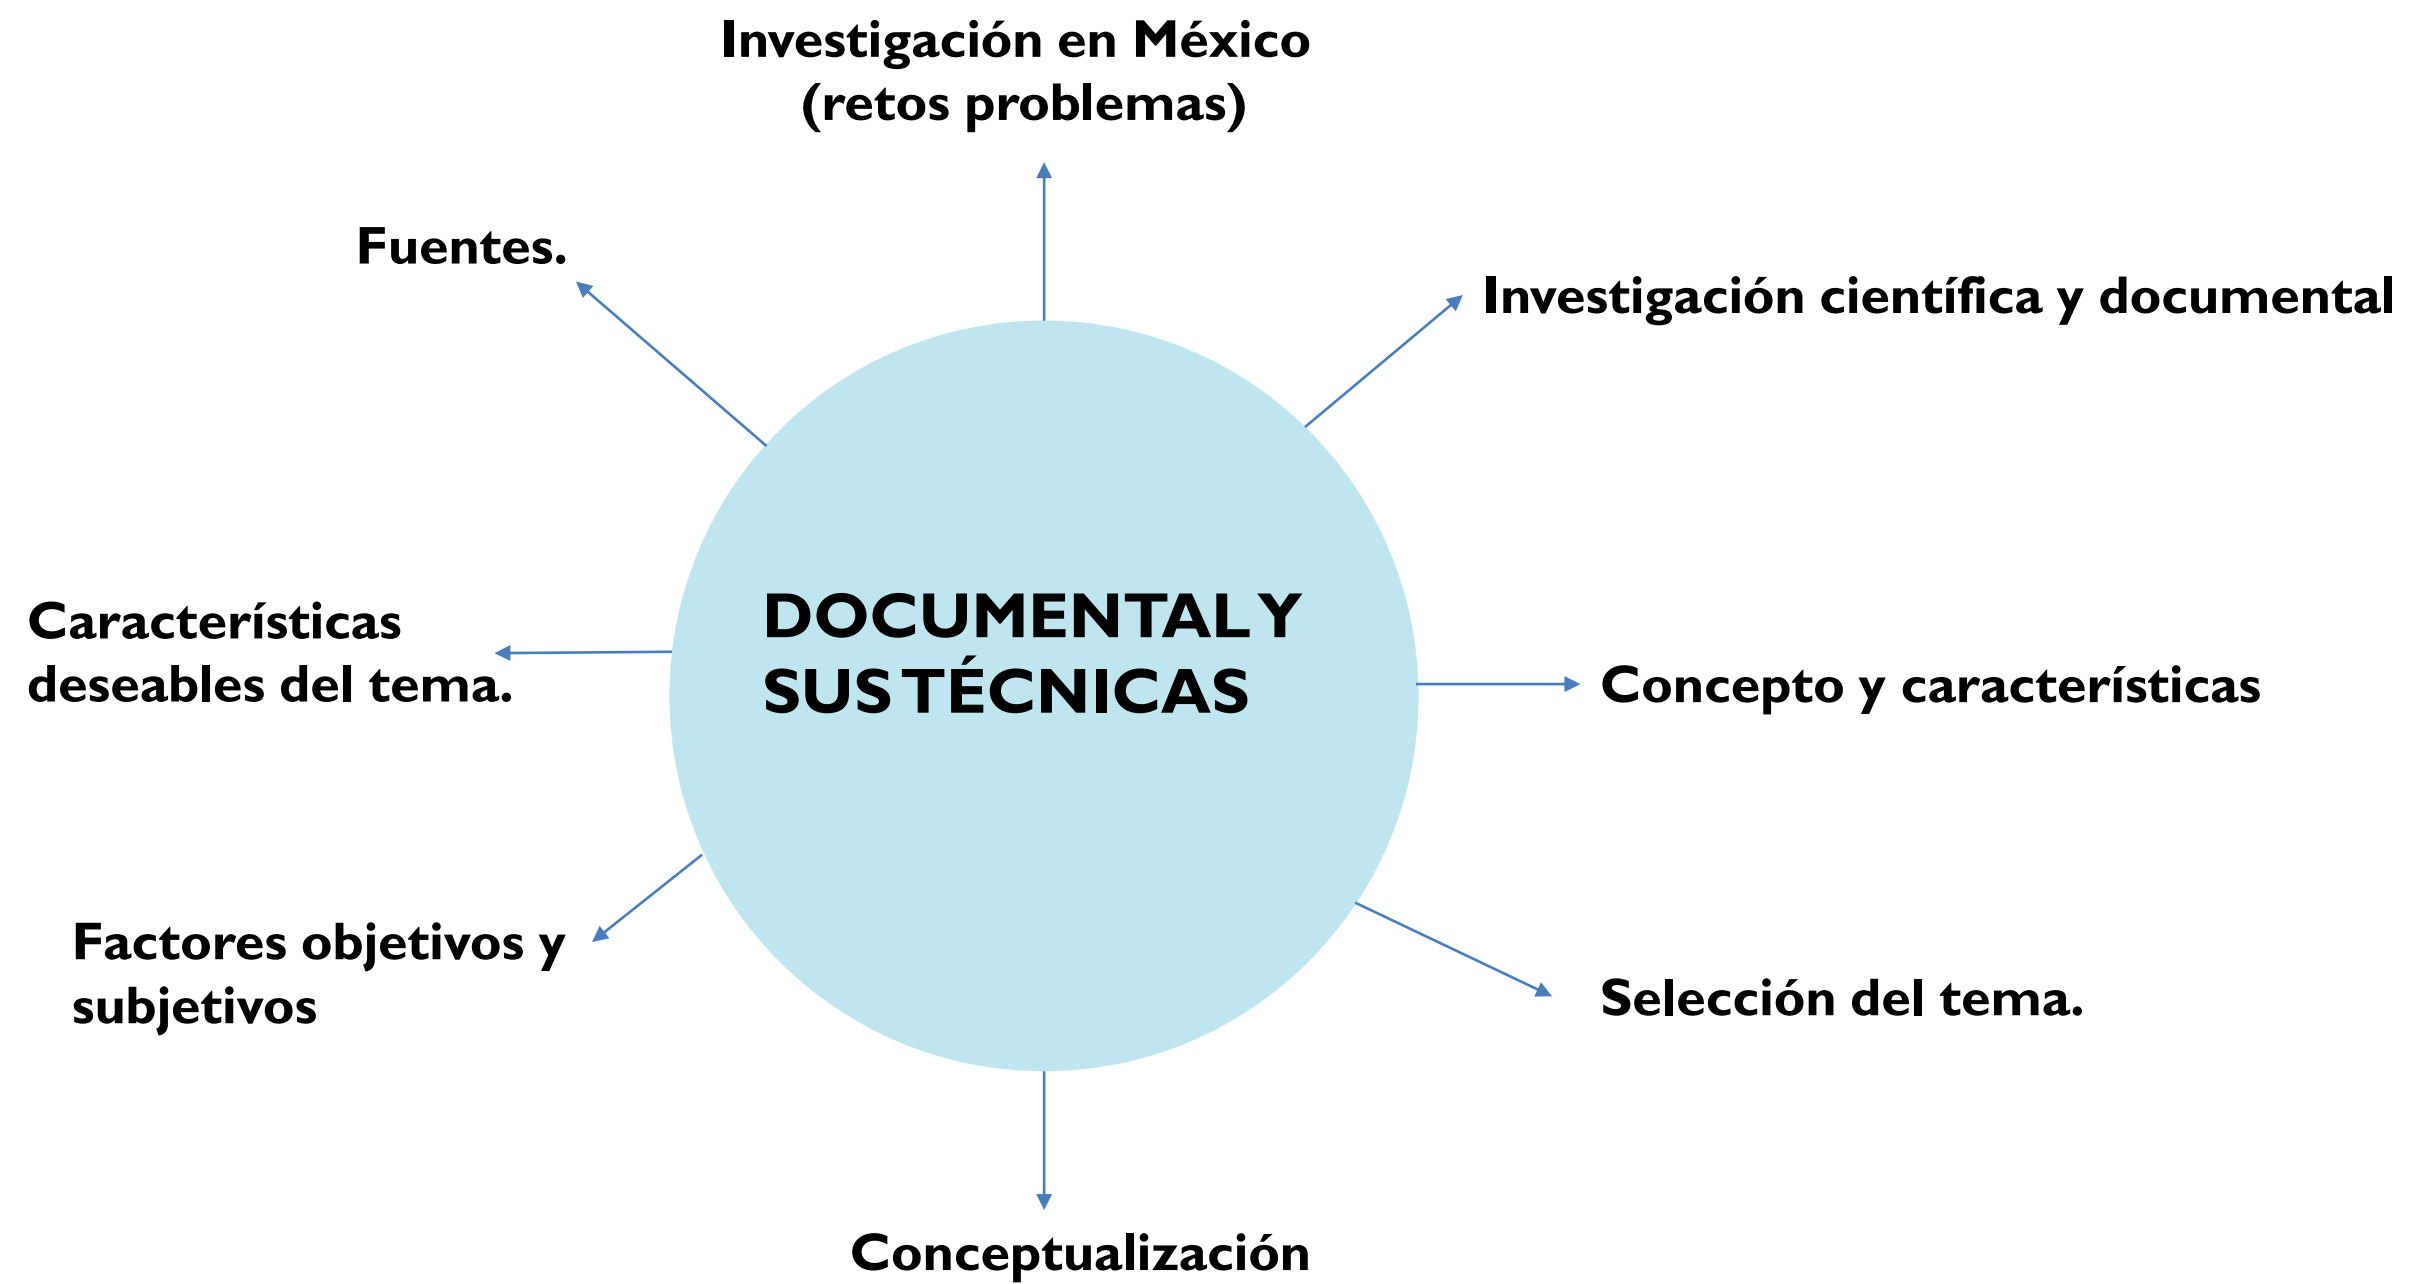 Investigación en México
(retos problemas)
Fuentes.
Investigación científica y documental
Características
deseables del tema.
DOCUMENTAL Y
SUS TÉCNICAS
Concepto y características
Factores objetivos y
subjetivos
Selección del tema.
Conceptualización